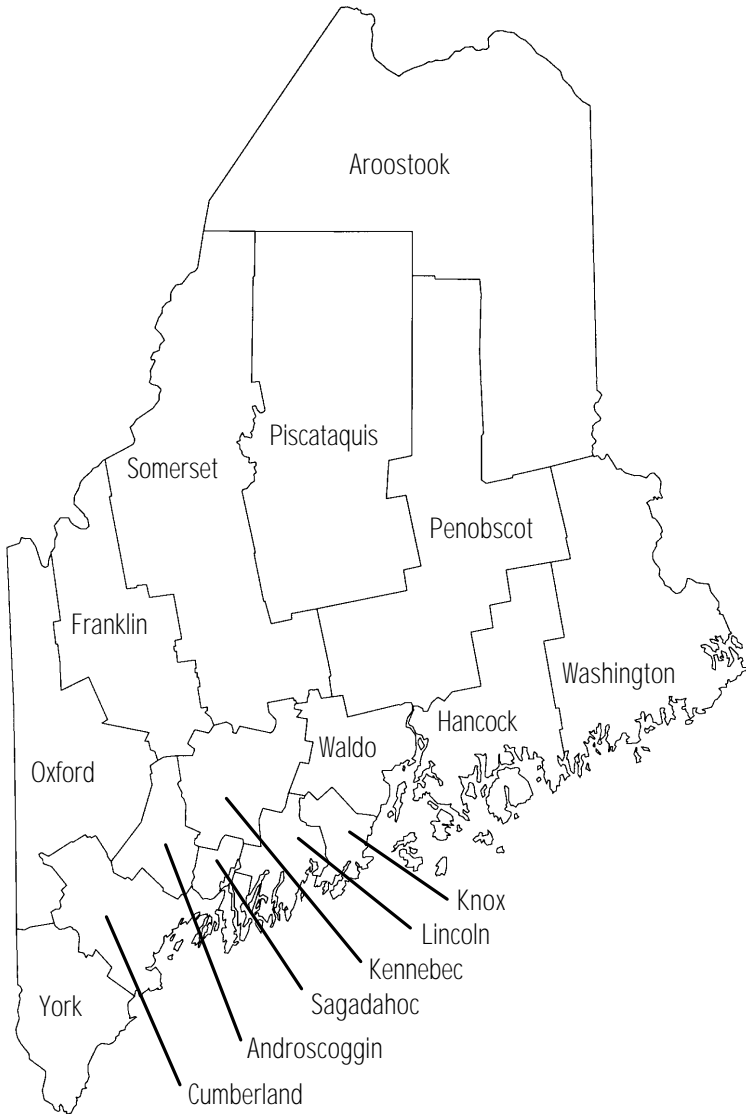 Aroostook
Piscataquis
Somerset
Penobscot
Franklin
Washington
Hancock
Waldo
Oxford
Knox
Lincoln
Kennebec
Sagadahoc
York
Androscoggin
Cumberland